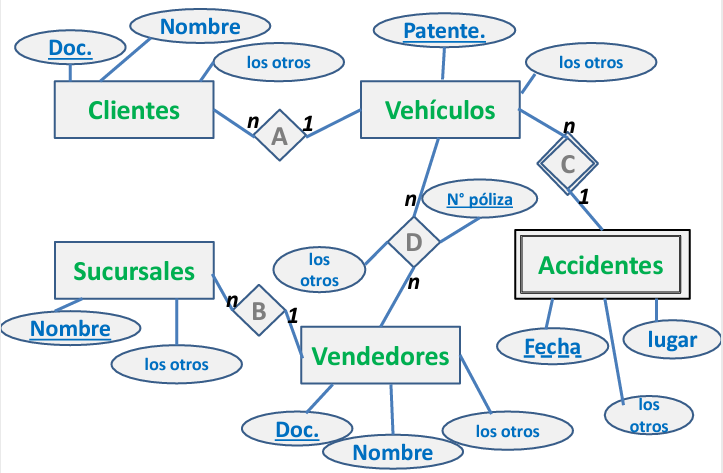 Nombre
Doc.
los otros
Clientes
n
A
1
Patente.
los otros
Vehículos
n
C
1
n
N° póliza
D
n
los
otros
Accidentes
Fecha
lugar
los
otros
Sucursales
n
B
1
Nombre
los otros
Vendedores
Doc.
Nombre
los otros